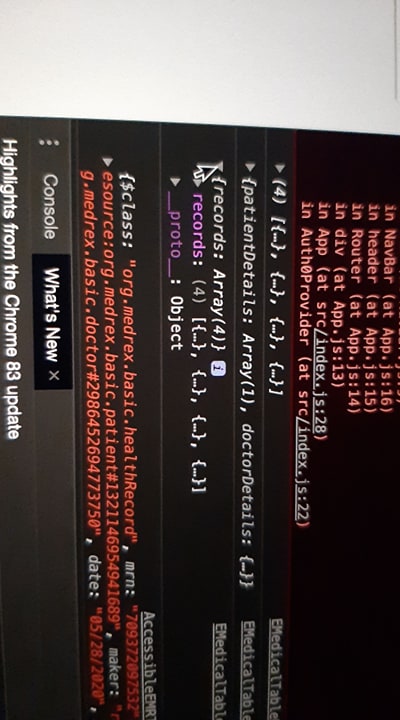 in NavBar (at App.js:16)
in header (at App.js:15)
in Router (at App.js:14)
in div (at App.js:13)
in App (at src/index.js:28)
in Auth0Provider (at src/index.js:22)
(4) [{…}, {…}, {…}, {…}]
EMedicalTable
{patientDetails: Array(1), doctorDetails: {…}}
EMedicalTable
{records: Array(4)} i
EMedicalTable
records: (4) [{…}, {…}, {…}, {…}]
__proto__: Object
AccessibleEMR
{$class: "org.medrex.basic.healthRecord", mrn: "709372097532"
esource:org.medrex.basic.patient#1321146954941689", maker: "r
g.medrex.basic.doctor#2986452694773750", date: "05/28/2020",
Console What's New ×
Highlights from the Chrome 83 update